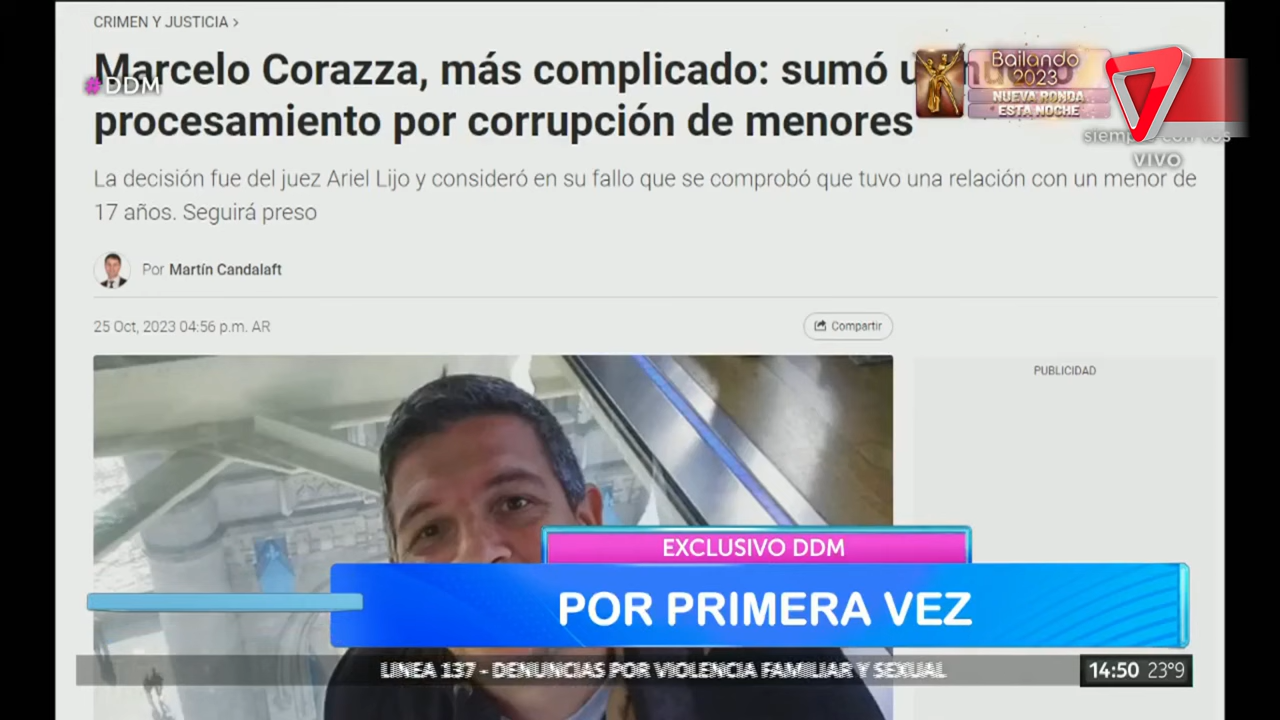 CRIMEN Y JUSTICIA >
Marcelo Corazza, más complicado: sumó u
procesamiento por corrupción de menores
#DDM
Bailando
2023
NUEVA RONDA
ESTA NOCHE
siempre con vos
VIVO
La decisión fue del juez Ariel Lijo y consideró en su fallo que se comprobó que tuvo una relación con un menor de
17 años. Seguirá preso
Por Martín Candalaft
25 Oct, 2023 04:56 p.m. AR
Compartir
PUBLICIDAD
EXCLUSIVO DDM
POR PRIMERA VEZ
LINEA 137 - DENUNCIAS POR VIOLENCIA FAMILIAR Y SEXUAL
14:50 23°9